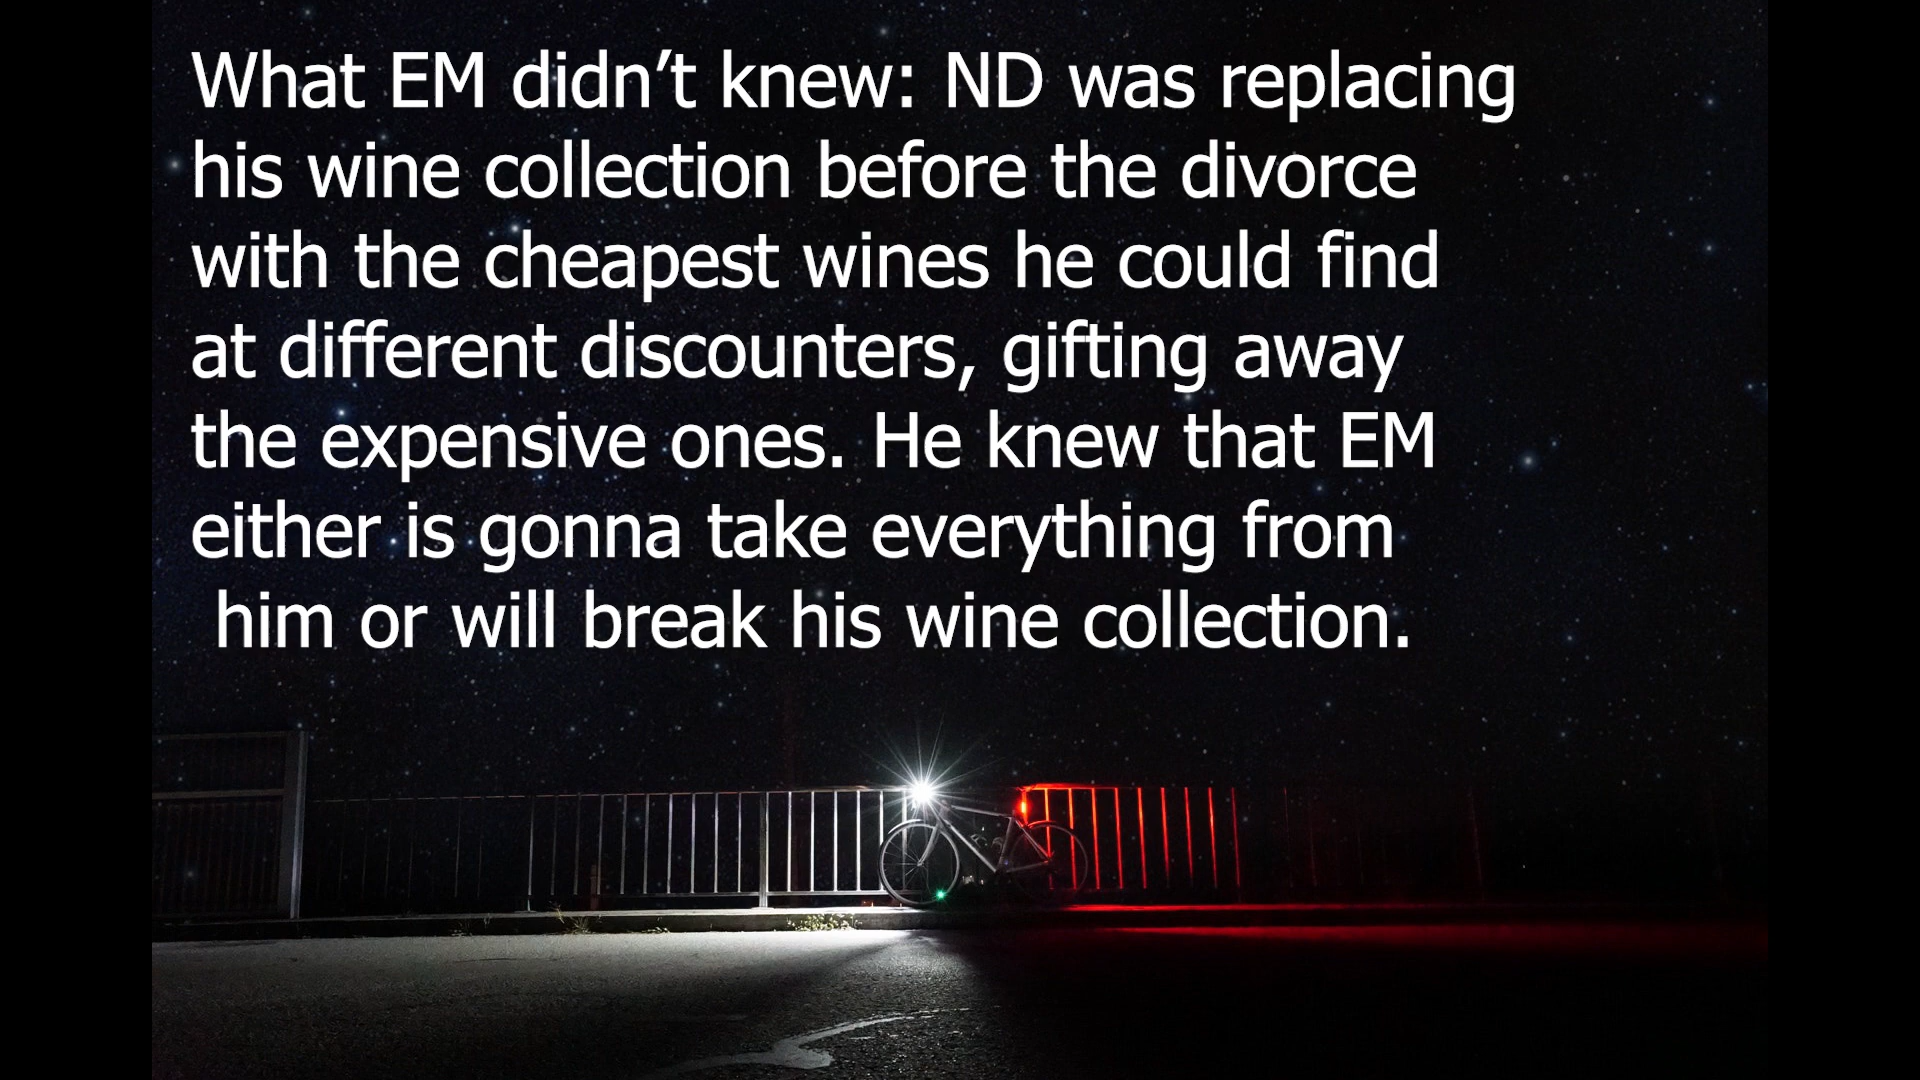 What EM didn’t knew: ND was replacing
his wine collection before the divorce
with the cheapest wines he could find
at different discounters, gifting away
the expensive ones. He knew that EM
either is gonna take everything from
him or will break his wine collection.